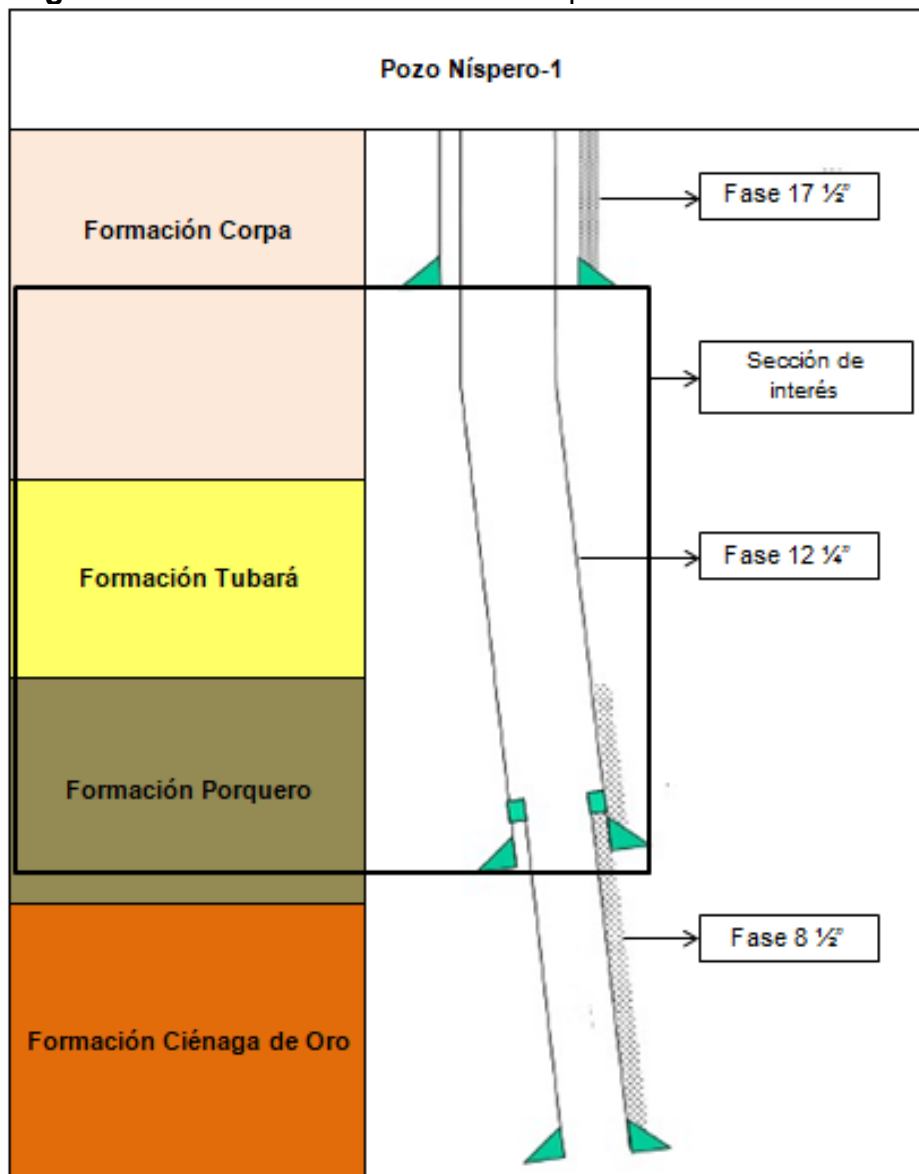 Pozo Níspero-1
Formación Corpa
Fase 17 ½”
Sección de
interés
Formación Tubará
Fase 12 ¼”
Formación Porquero
Fase 8 ½”
Formación Ciénaga de Oro